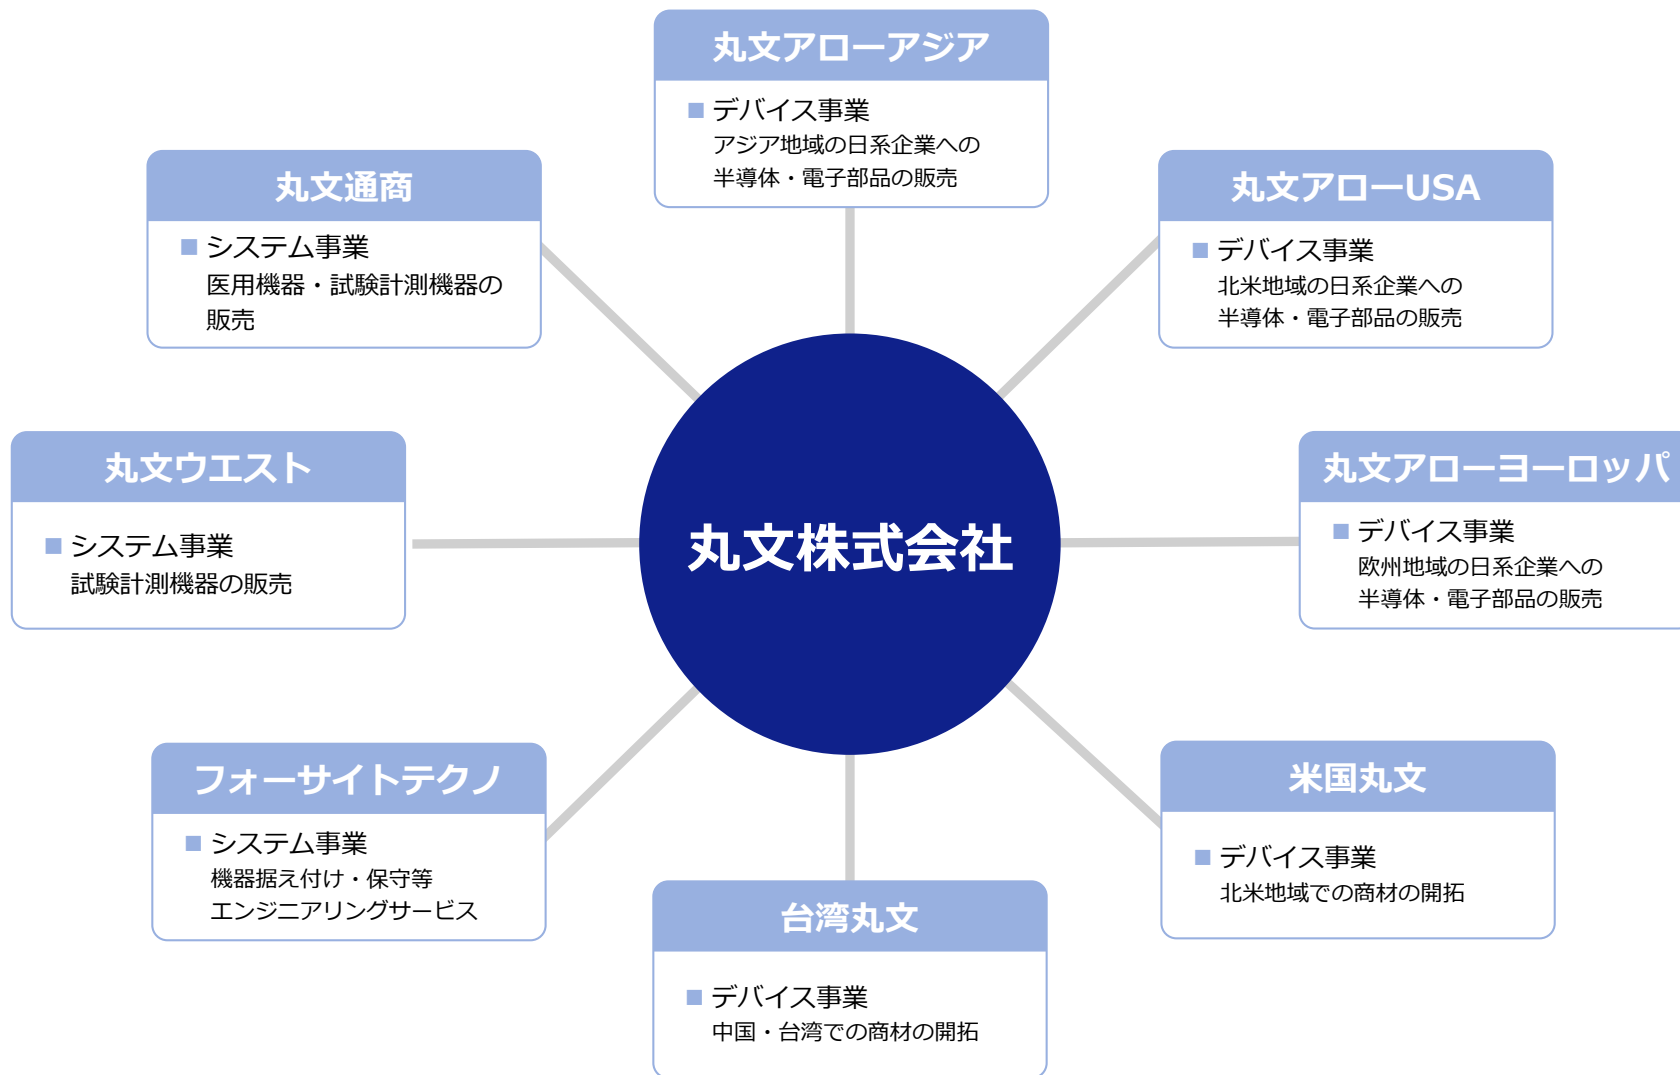 丸文アローアジア
■ デバイス事業
アジア地域の日系企業への
半導体・電子部品の販売
丸文通商
■ システム事業
医用機器・試験計測機器の
販売
丸文アローUSA
■ デバイス事業
北米地域の日系企業への
半導体・電子部品の販売
丸文ウエスト
■ システム事業
試験計測機器の販売
丸文株式会社
丸文アローヨーロッパ
■ デバイス事業
欧州地域の日系企業への
半導体・電子部品の販売
フォーサイトテクノ
■ システム事業
機器据え付け・保守等
エンジニアリングサービス
米国丸文
■ デバイス事業
北米地域での商材の開拓
台湾丸文
■ デバイス事業
中国・台湾での商材の開拓